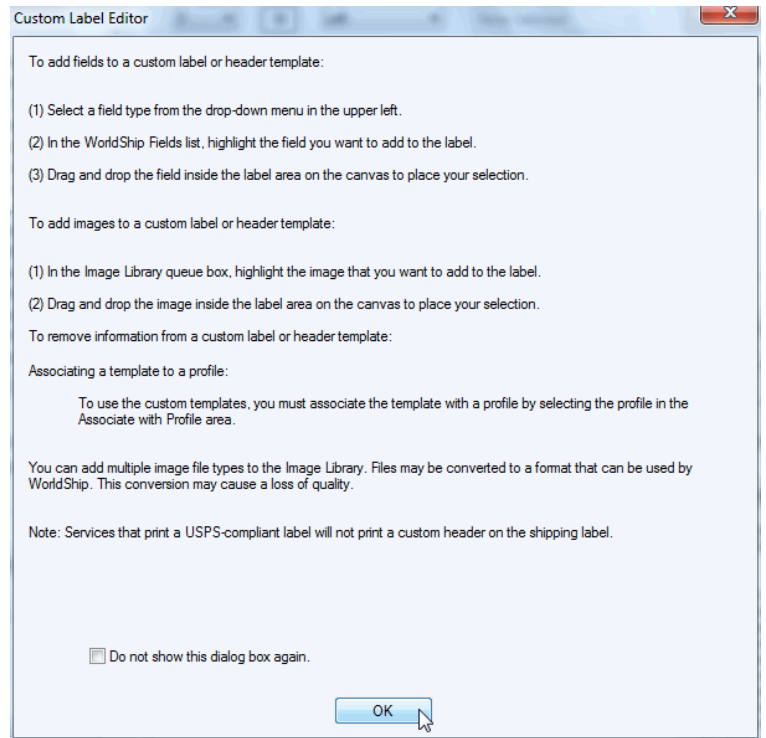 Custom Label Editor
To add fields to a custom label or header template:
(1) Select a field type from the drop-down menu in the upper left.
(2) In the WorldShip Fields list, highlight the field you want to add to the label.
(3) Drag and drop the field inside the label area on the canvas to place your selection.
To add images to a custom label or header template:
(1) In the Image Library queue box, highlight the image that you want to add to the label.
(2) Drag and drop the image inside the label area on the canvas to place your selection.
To remove information from a custom label or header template:
Associating a template to a profile:
To use the custom templates, you must associate the template with a profile by selecting the profile in the
Associate with Profile area.
You can add multiple image file types to the Image Library. Files may be converted to a format that can be used by
WorldShip. This conversion may cause a loss of quality.
Note: Services that print a USPS-compliant label will not print a custom header on the shipping label.
Do not show this dialog box again.
OK